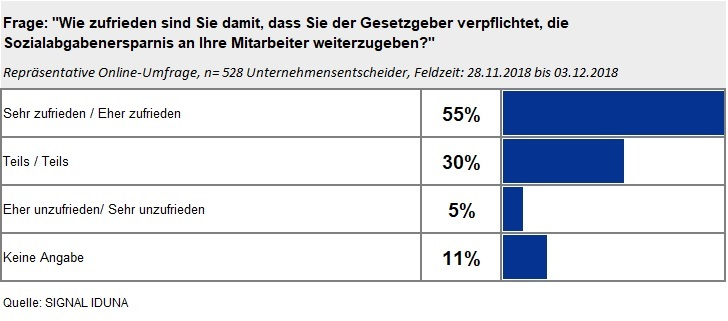 Frage: "Wie zufrieden sind Sie damit, dass Sie der Gesetzgeber verpflichtet, die
Sozialabgabenersparnis an Ihre Mitarbeiter weiterzugeben?"
Repräsentative Online-Umfrage, n= 528 Unternehmensentscheider, Feldzeit: 28.11.2018 bis 03.12.2018
Sehr zufrieden / Eher zufrieden 55%
Teils / Teils 30%
Eher unzufrieden/ Sehr unzufrieden 5%
Keine Angabe 11%
Quelle: SIGNAL IDUNA